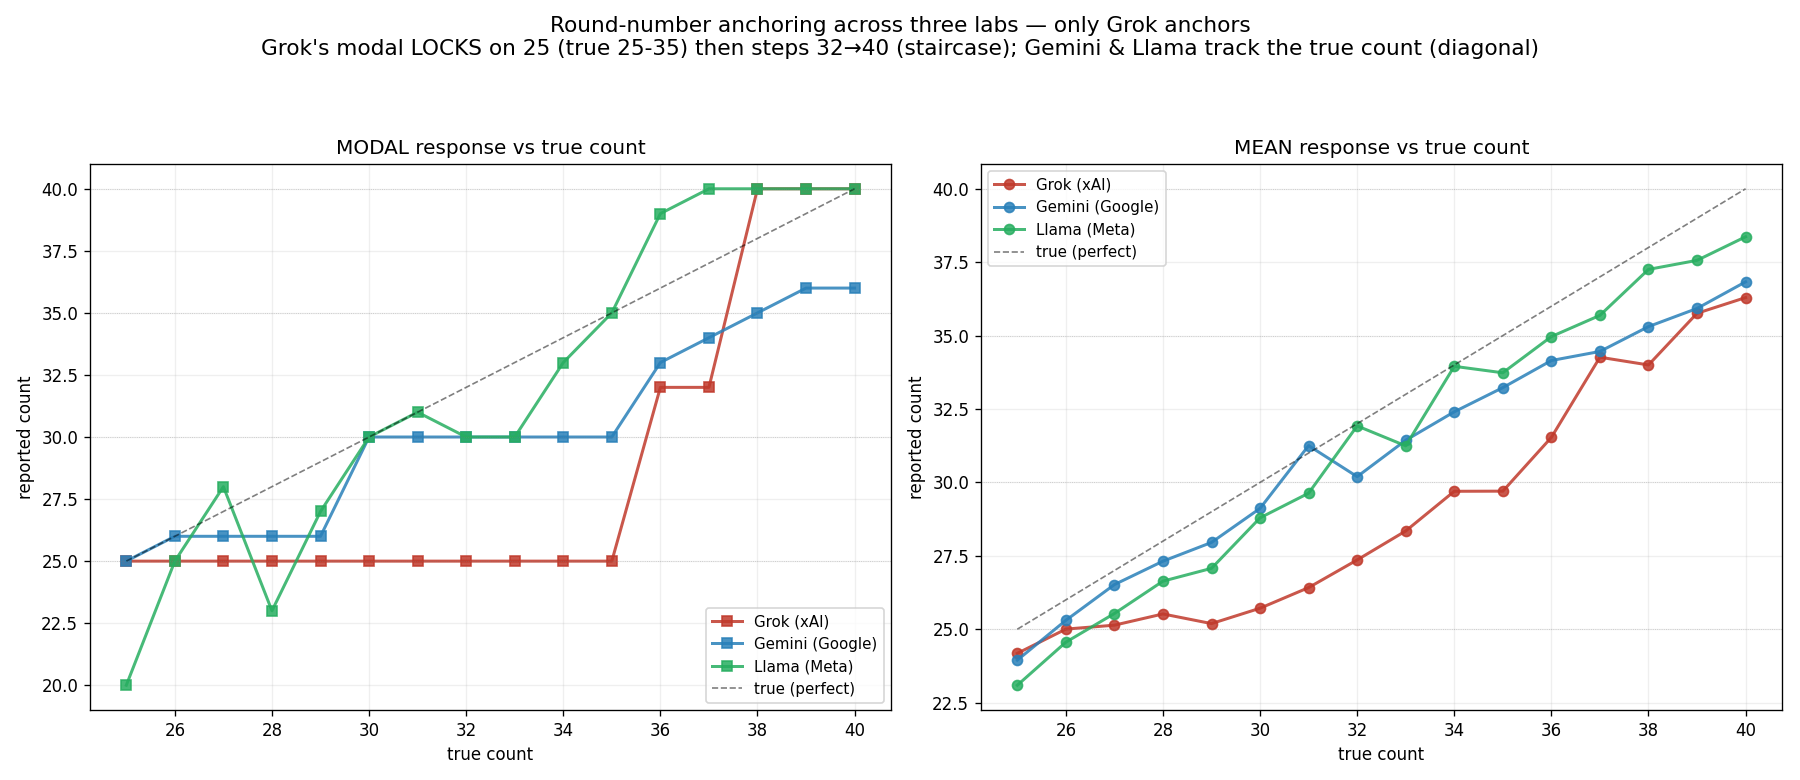 Round-number anchoring across three labs — only Grok anchors
Grok's modal LOCKS on 25 (true 25-35) then steps 32→40 (staircase); Gemini & Llama track the true count (diagonal)
MODAL response vs true count
40.0
37.5
35.0
32.5
30.0
27.5
25.0
22.5
20.0
reported count
26 28 30 32 34 36 38 40
true count
Grok (xAI)
Gemini (Google)
Llama (Meta)
true (perfect)
MEAN response vs true count
Grok (xAI)
Gemini (Google)
Llama (Meta)
true (perfect)
40.0
37.5
35.0
32.5
30.0
27.5
25.0
22.5
reported count
26 28 30 32 34 36 38 40
true count